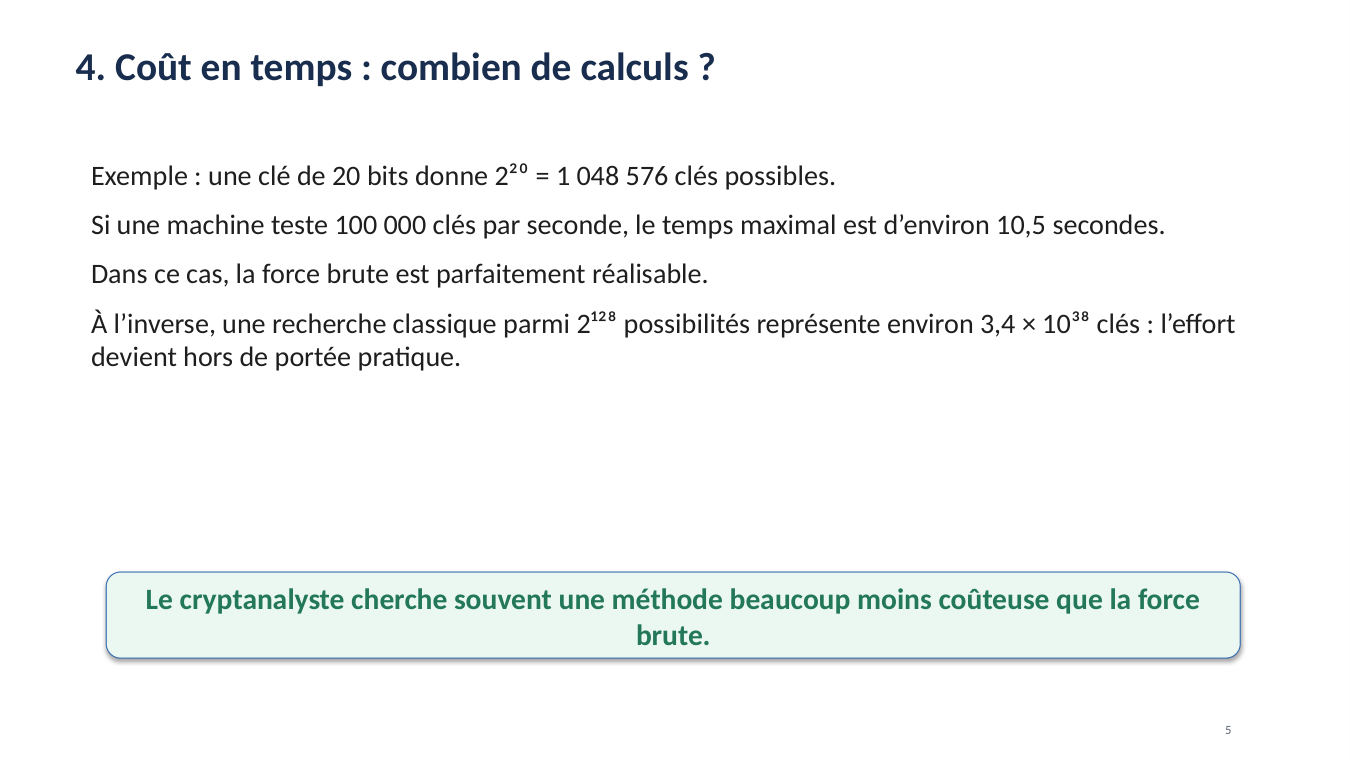 4. Coût en temps : combien de calculs ?
Exemple : une clé de 20 bits donne 2²⁰ = 1 048 576 clés possibles.
Si une machine teste 100 000 clés par seconde, le temps maximal est d’environ 10,5 secondes.
Dans ce cas, la force brute est parfaitement réalisable.
À l’inverse, une recherche classique parmi 2¹²⁸ possibilités représente environ 3,4 × 10³⁸ clés : l’effort
devient hors de portée pratique.
Le cryptanalyste cherche souvent une méthode beaucoup moins coûteuse que la force
brute.
5